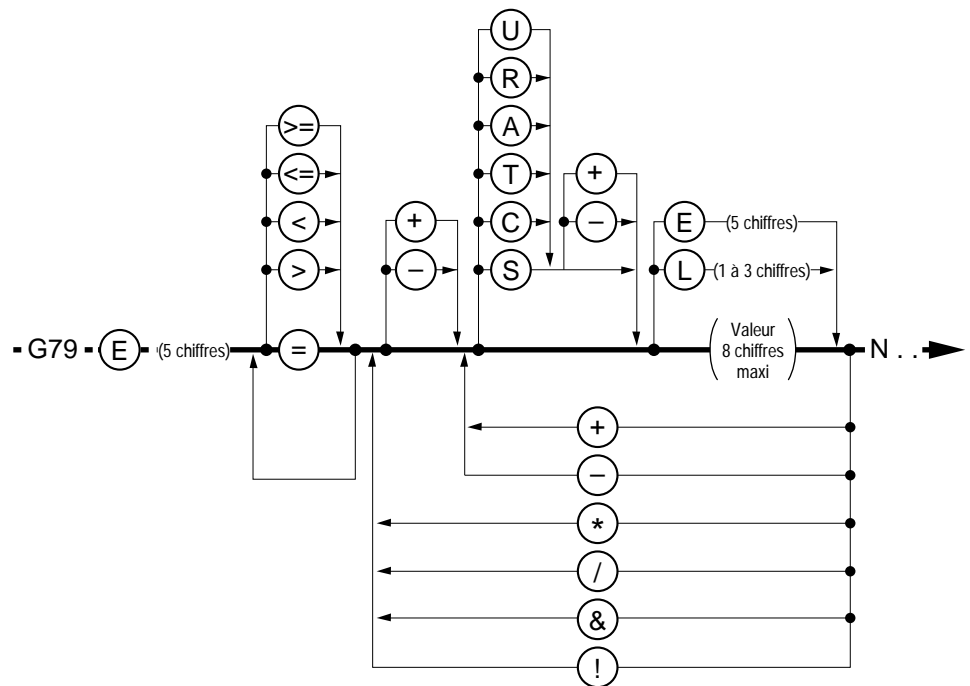 U
R
A
T
C
S
>=
<=
<
>
+
−
+
−
E (5 chiffres)
L (1 à 3 chiffres)
G79 E (5 chiffres) = ( Valeur 8 chiffres maxi ) N . .
+
−
*
/
&
!